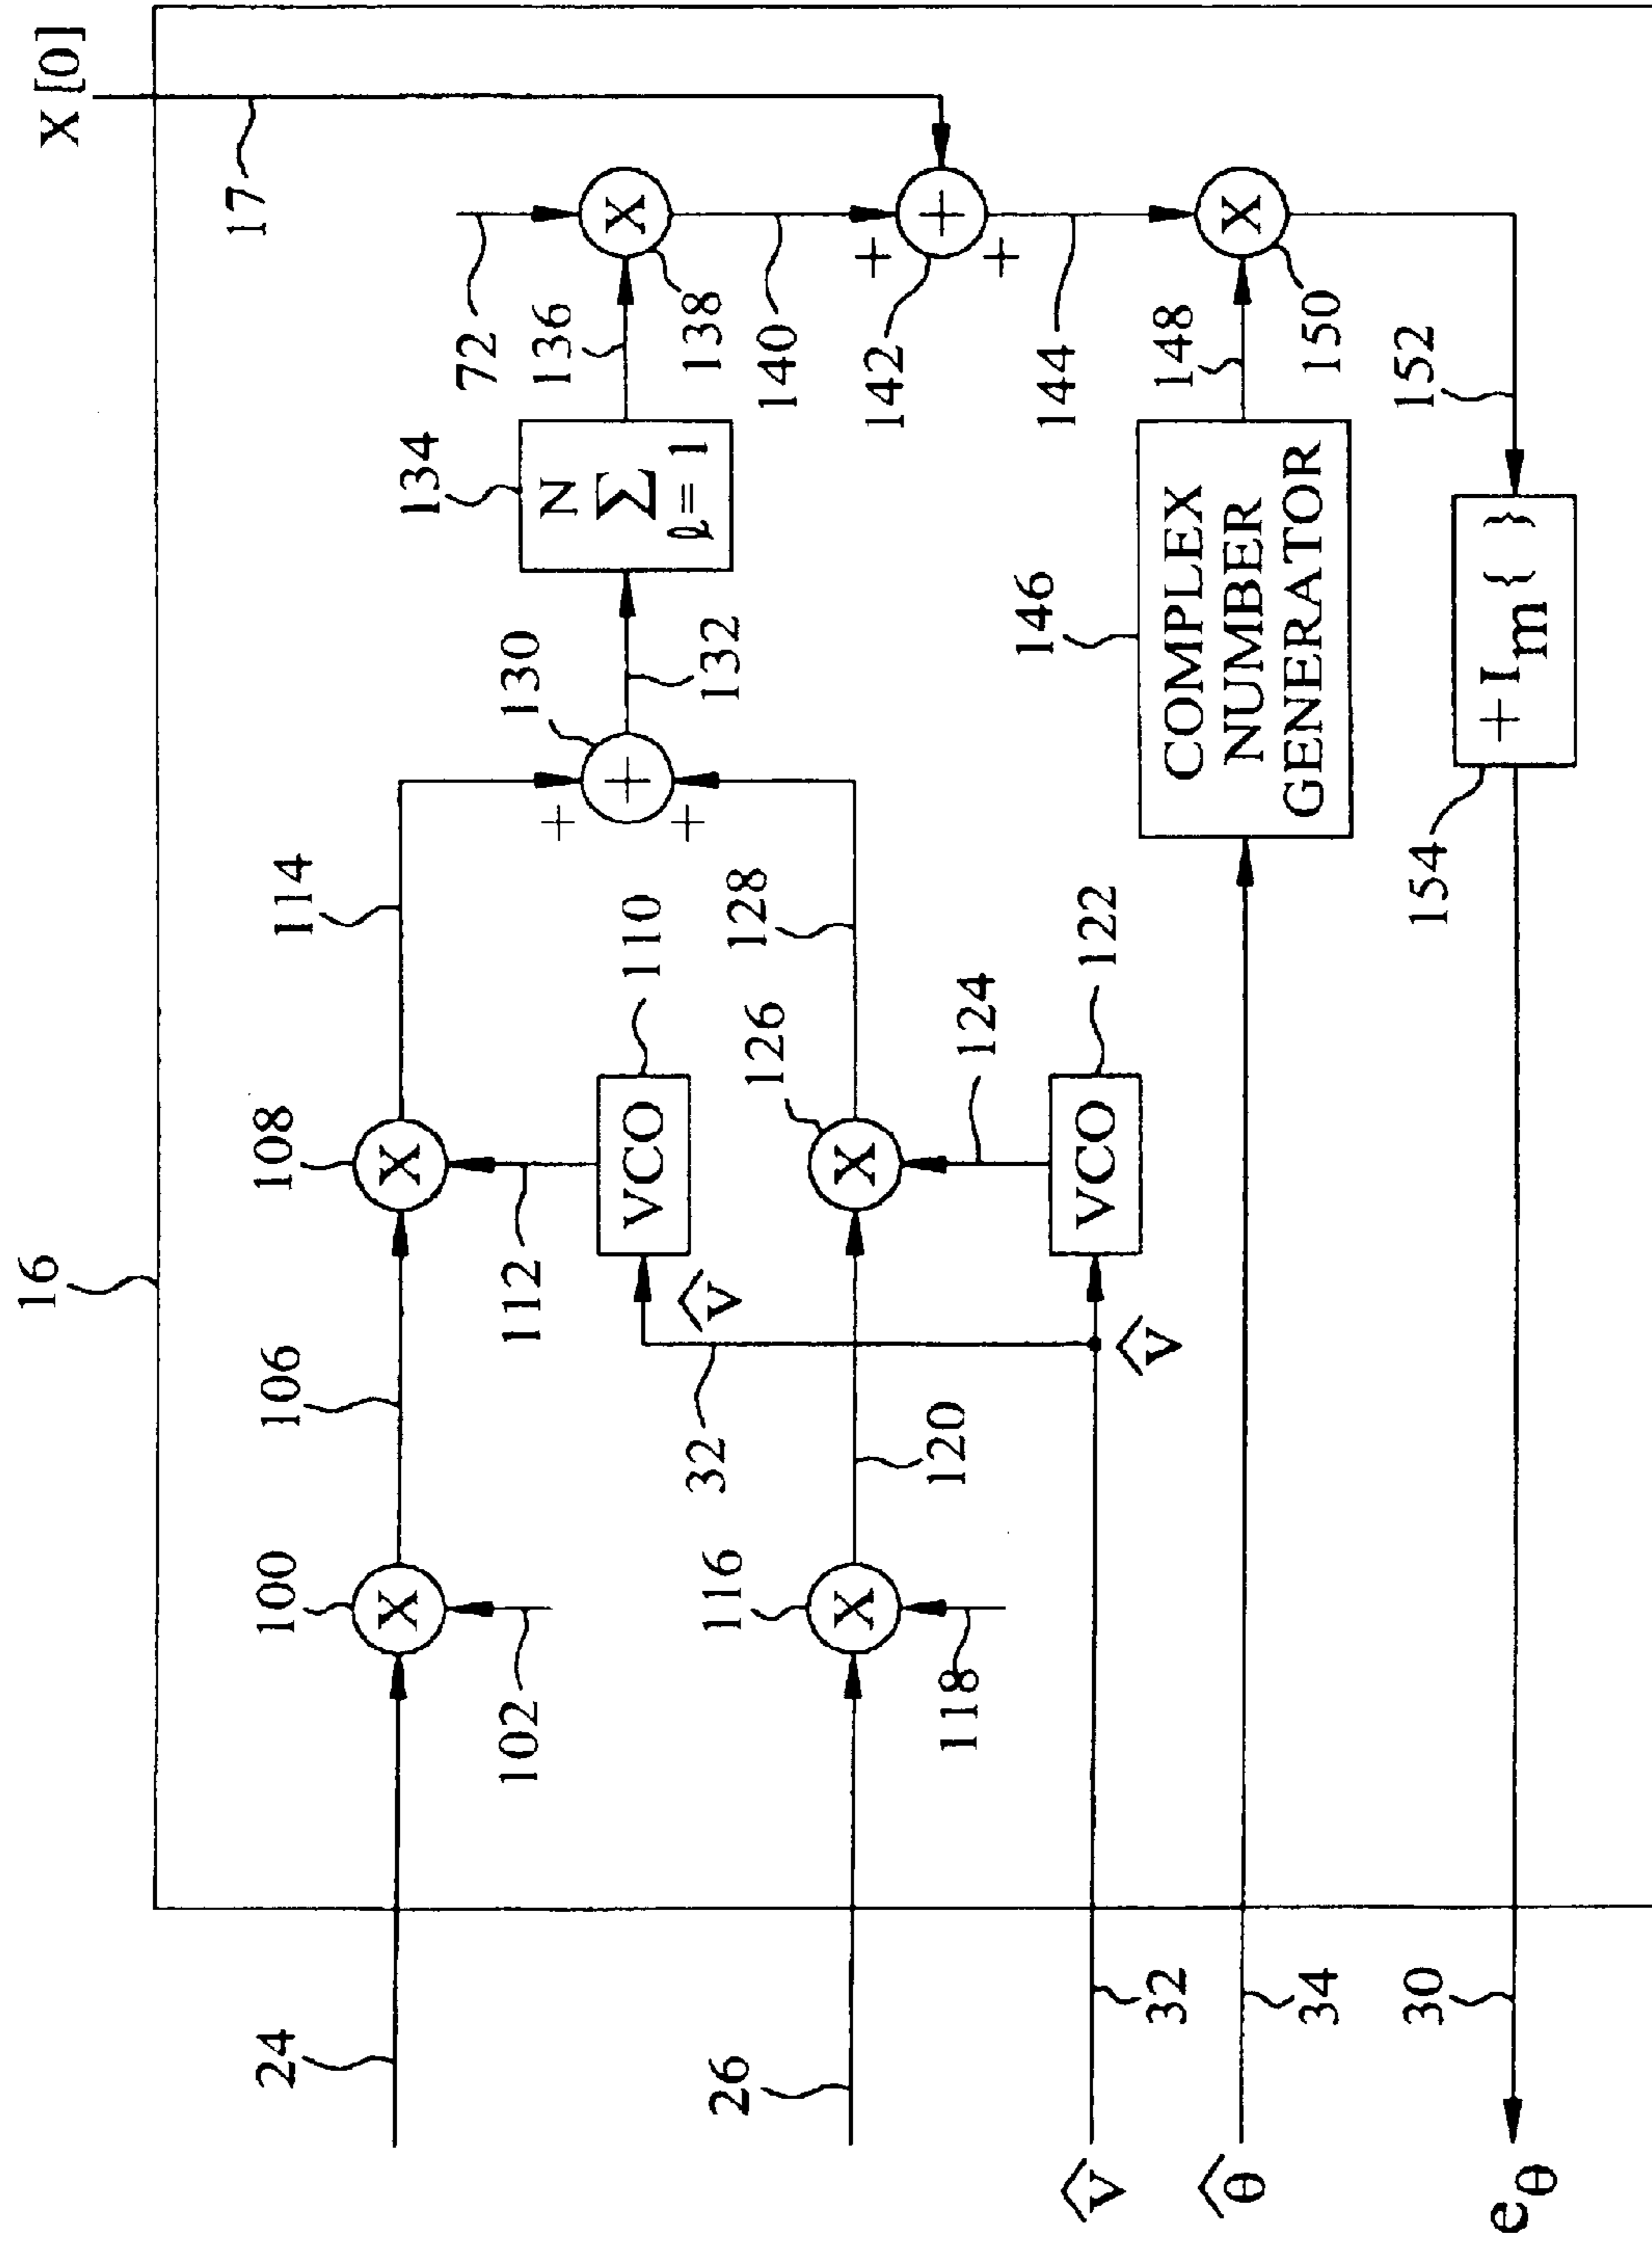 16
X [0]
17
24
100
102
106
108
112
114
VCO
110
v̂
32
130
132
134
N
Σ
ℓ = 1
136
72
138
140
142
144
26
116
118
120
126
124
128
VCO
122
v̂
v̂
32
θ̂
34
146
COMPLEX
NUMBER
GENERATOR
148
150
152
154
+ Im { }
30
eθ
X
X
+
+
+
X
X
X
+
+
+
X